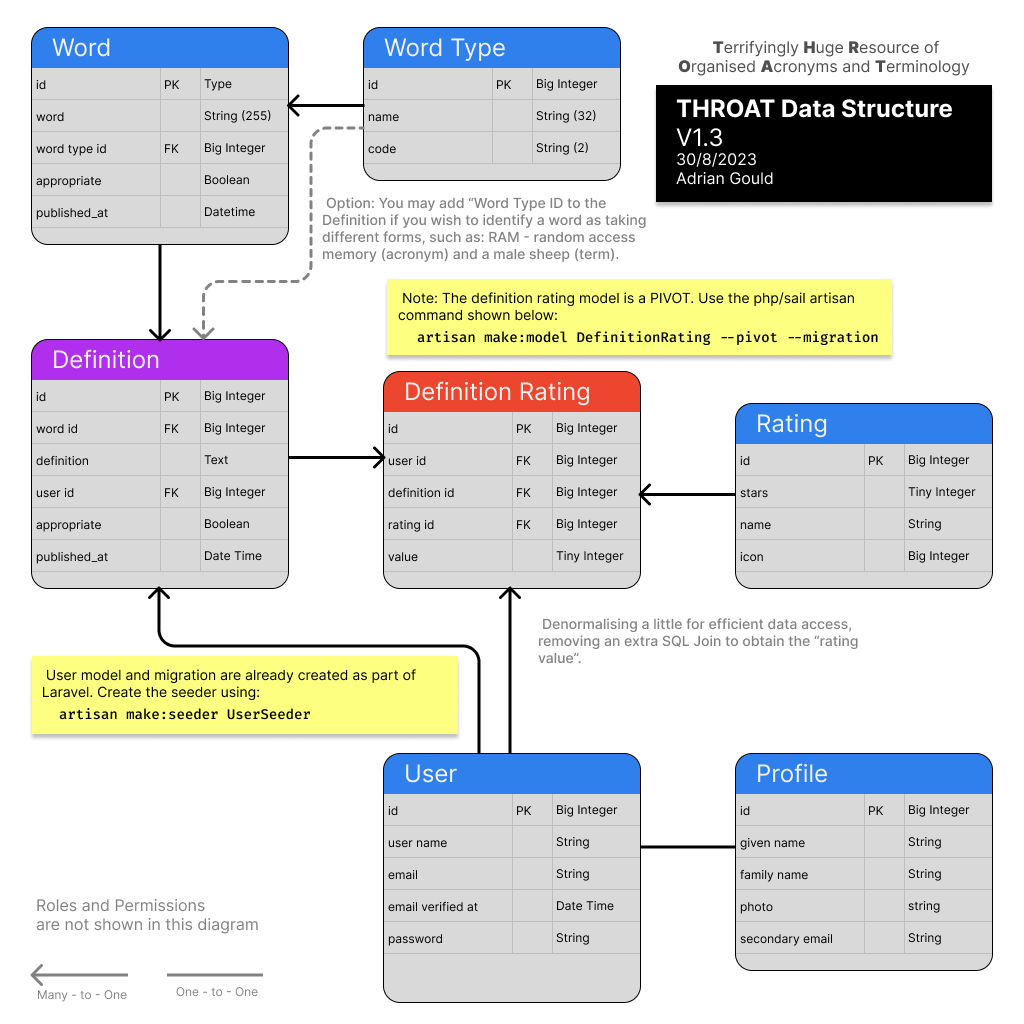 Word
id PK Type
word String (255)
word type id FK Big Integer
appropriate Boolean
published_at Datetime
Word Type
id PK Big Integer
name String (32)
code String (2)
Terrifyingly Huge Resource of
Organised Acronyms and Terminology
THROAT Data Structure
V1.3
30/8/2023
Adrian Gould
Option: You may add “Word Type ID to the
Definition if you wish to identify a word as taking
different forms, such as: RAM - random access
memory (acronym) and a male sheep (term).
Note: The definition rating model is a PIVOT. Use the php/sail artisan
command shown below:
artisan make:model DefinitionRating --pivot --migration
Definition
id PK Big Integer
word id FK Big Integer
definition Text
user id FK Big Integer
appropriate Boolean
published_at Date Time
Definition Rating
id PK Big Integer
user id FK Big Integer
definition id FK Big Integer
rating id FK Big Integer
value Tiny Integer
Rating
id PK Big Integer
stars Tiny Integer
name String
icon Big Integer
Denormalising a little for efficient data access,
removing an extra SQL Join to obtain the “rating
value”.
User model and migration are already created as part of
Laravel. Create the seeder using:
artisan make:seeder UserSeeder
User
id PK Big Integer
user name String
email String
email verified at Date Time
password String
Profile
id PK Big Integer
given name String
family name String
photo string
secondary email String
Roles and Permissions
are not shown in this diagram
Many - to - One
One - to - One